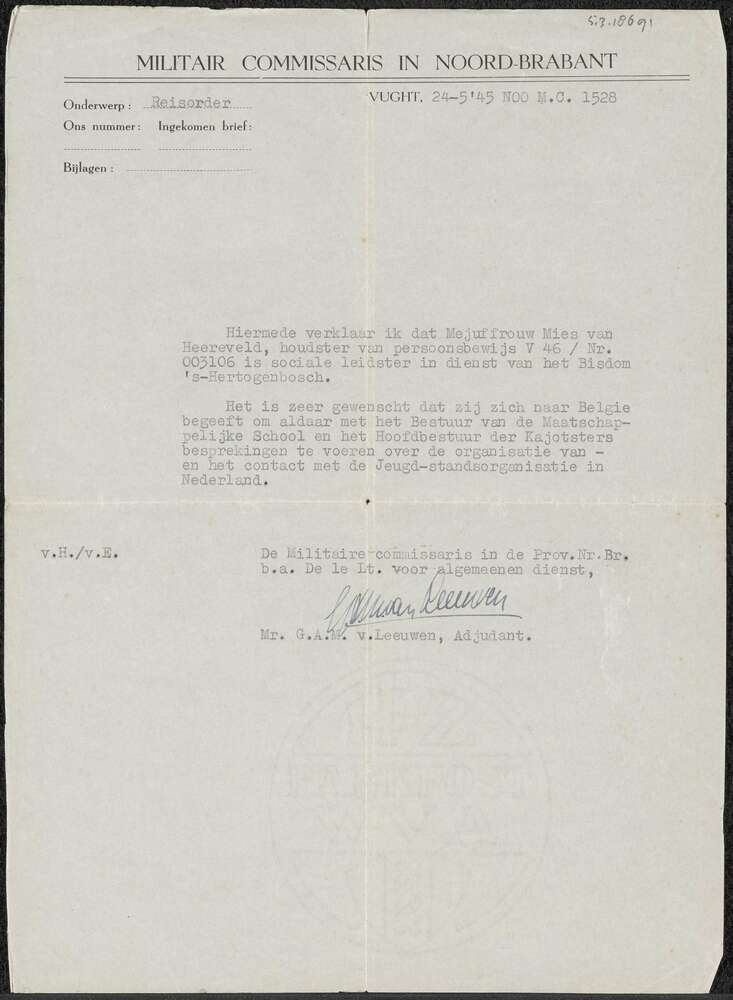 5.3.18691
MILITAIR COMMISSARIS IN NOORD-BRABANT
Onderwerp: Reisorder
VUGHT, 24-5'45 NOO M.C. 1528
Ons nummer: Ingekomen brief:
Bijlagen:
Hiermede verklaar ik dat Mejuffrouw Mies van
Heereveld, houdster van persoonsbewijs V 46 / Nr.
003106 is sociale leidster in dienst van het Bisdom
's-Hertogenbosch.
Het is zeer gewenscht dat zij zich naar Belgie
begeeft om aldaar met het Bestuur van de Maatschap-
pelijke School en het Hoofdbestuur der Kajotsters
besprekingen te voeren over de organisatie van -
en het contact met de Jeugd-standsorganisatie in
Nederland.
v.H./v.E.
De Militaire commissaris in de Prov.Nr.Br.
b.a. De le Lt. voor algemeenen dienst,
Mr. G.A.M. v.Leeuwen, Adjudant.